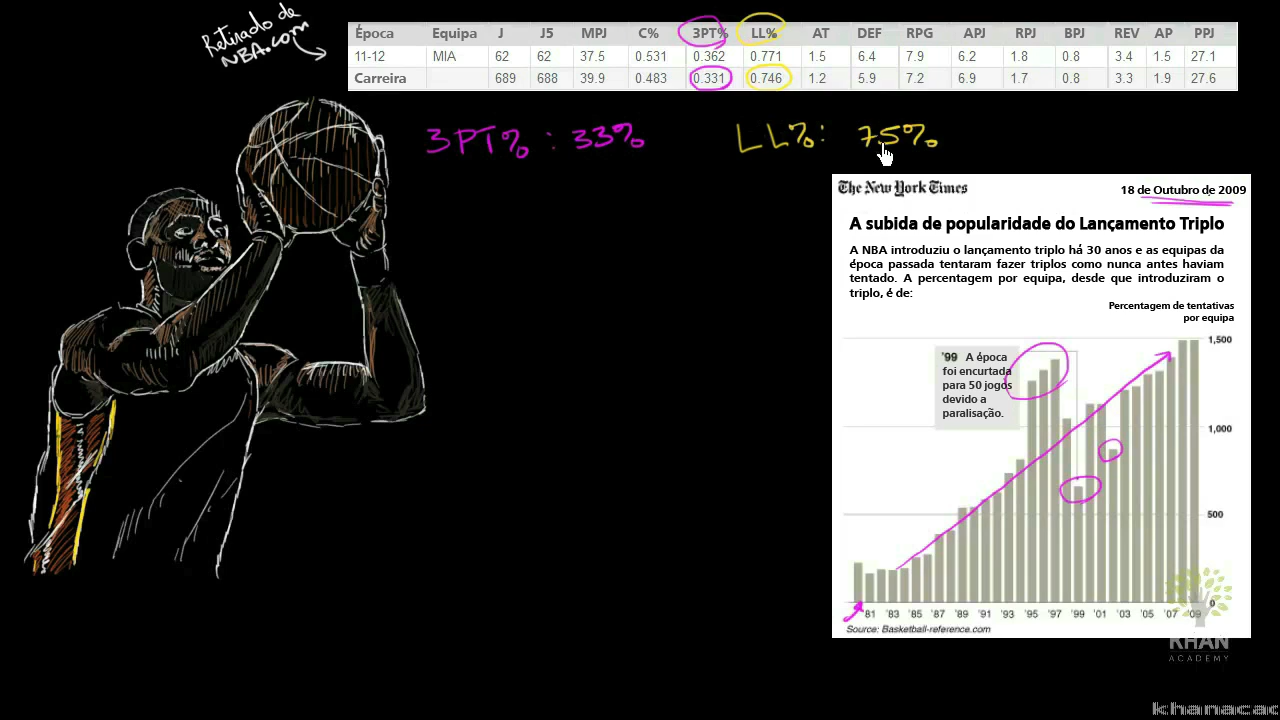 Retirado de
NBA.com
Época Equipa J J5 MPJ C% 3PT% LL% AT DEF RPG APJ RPJ BPJ REV AP PPJ
11-12 MIA 62 62 37.5 0.531 0.362 0.771 1.5 6.4 7.9 6.2 1.7 0.8 3.4 1.5 27.1
Carreira 689 688 39.9 0.483 0.331 0.746 1.2 5.9 7.2 6.9 1.8 0.8 3.3 1.9 27.6
3PT% : 33% LL%: 75%
The New York Times 18 de Outubro de 2009
A subida de popularidade do Lançamento Triplo
A NBA introduziu o lançamento triplo há 30 anos e as equipas da
época passada tentaram fazer triplos como nunca antes haviam
tentado. A percentagem por equipa, desde que introduziram o
triplo, é de:
Percentagem de tentativas
por equipa
1,500
'99 A época
foi encurtada
para 50 jogos
devido a
paralisação.
1,000
500
0
'81 '83 '85 '87 '89 '91 '93 '95 '97 '99 '01 '03 '05 '07 '09
Source: Basketball-reference.com
KHAN
ACADEMY
khanacad